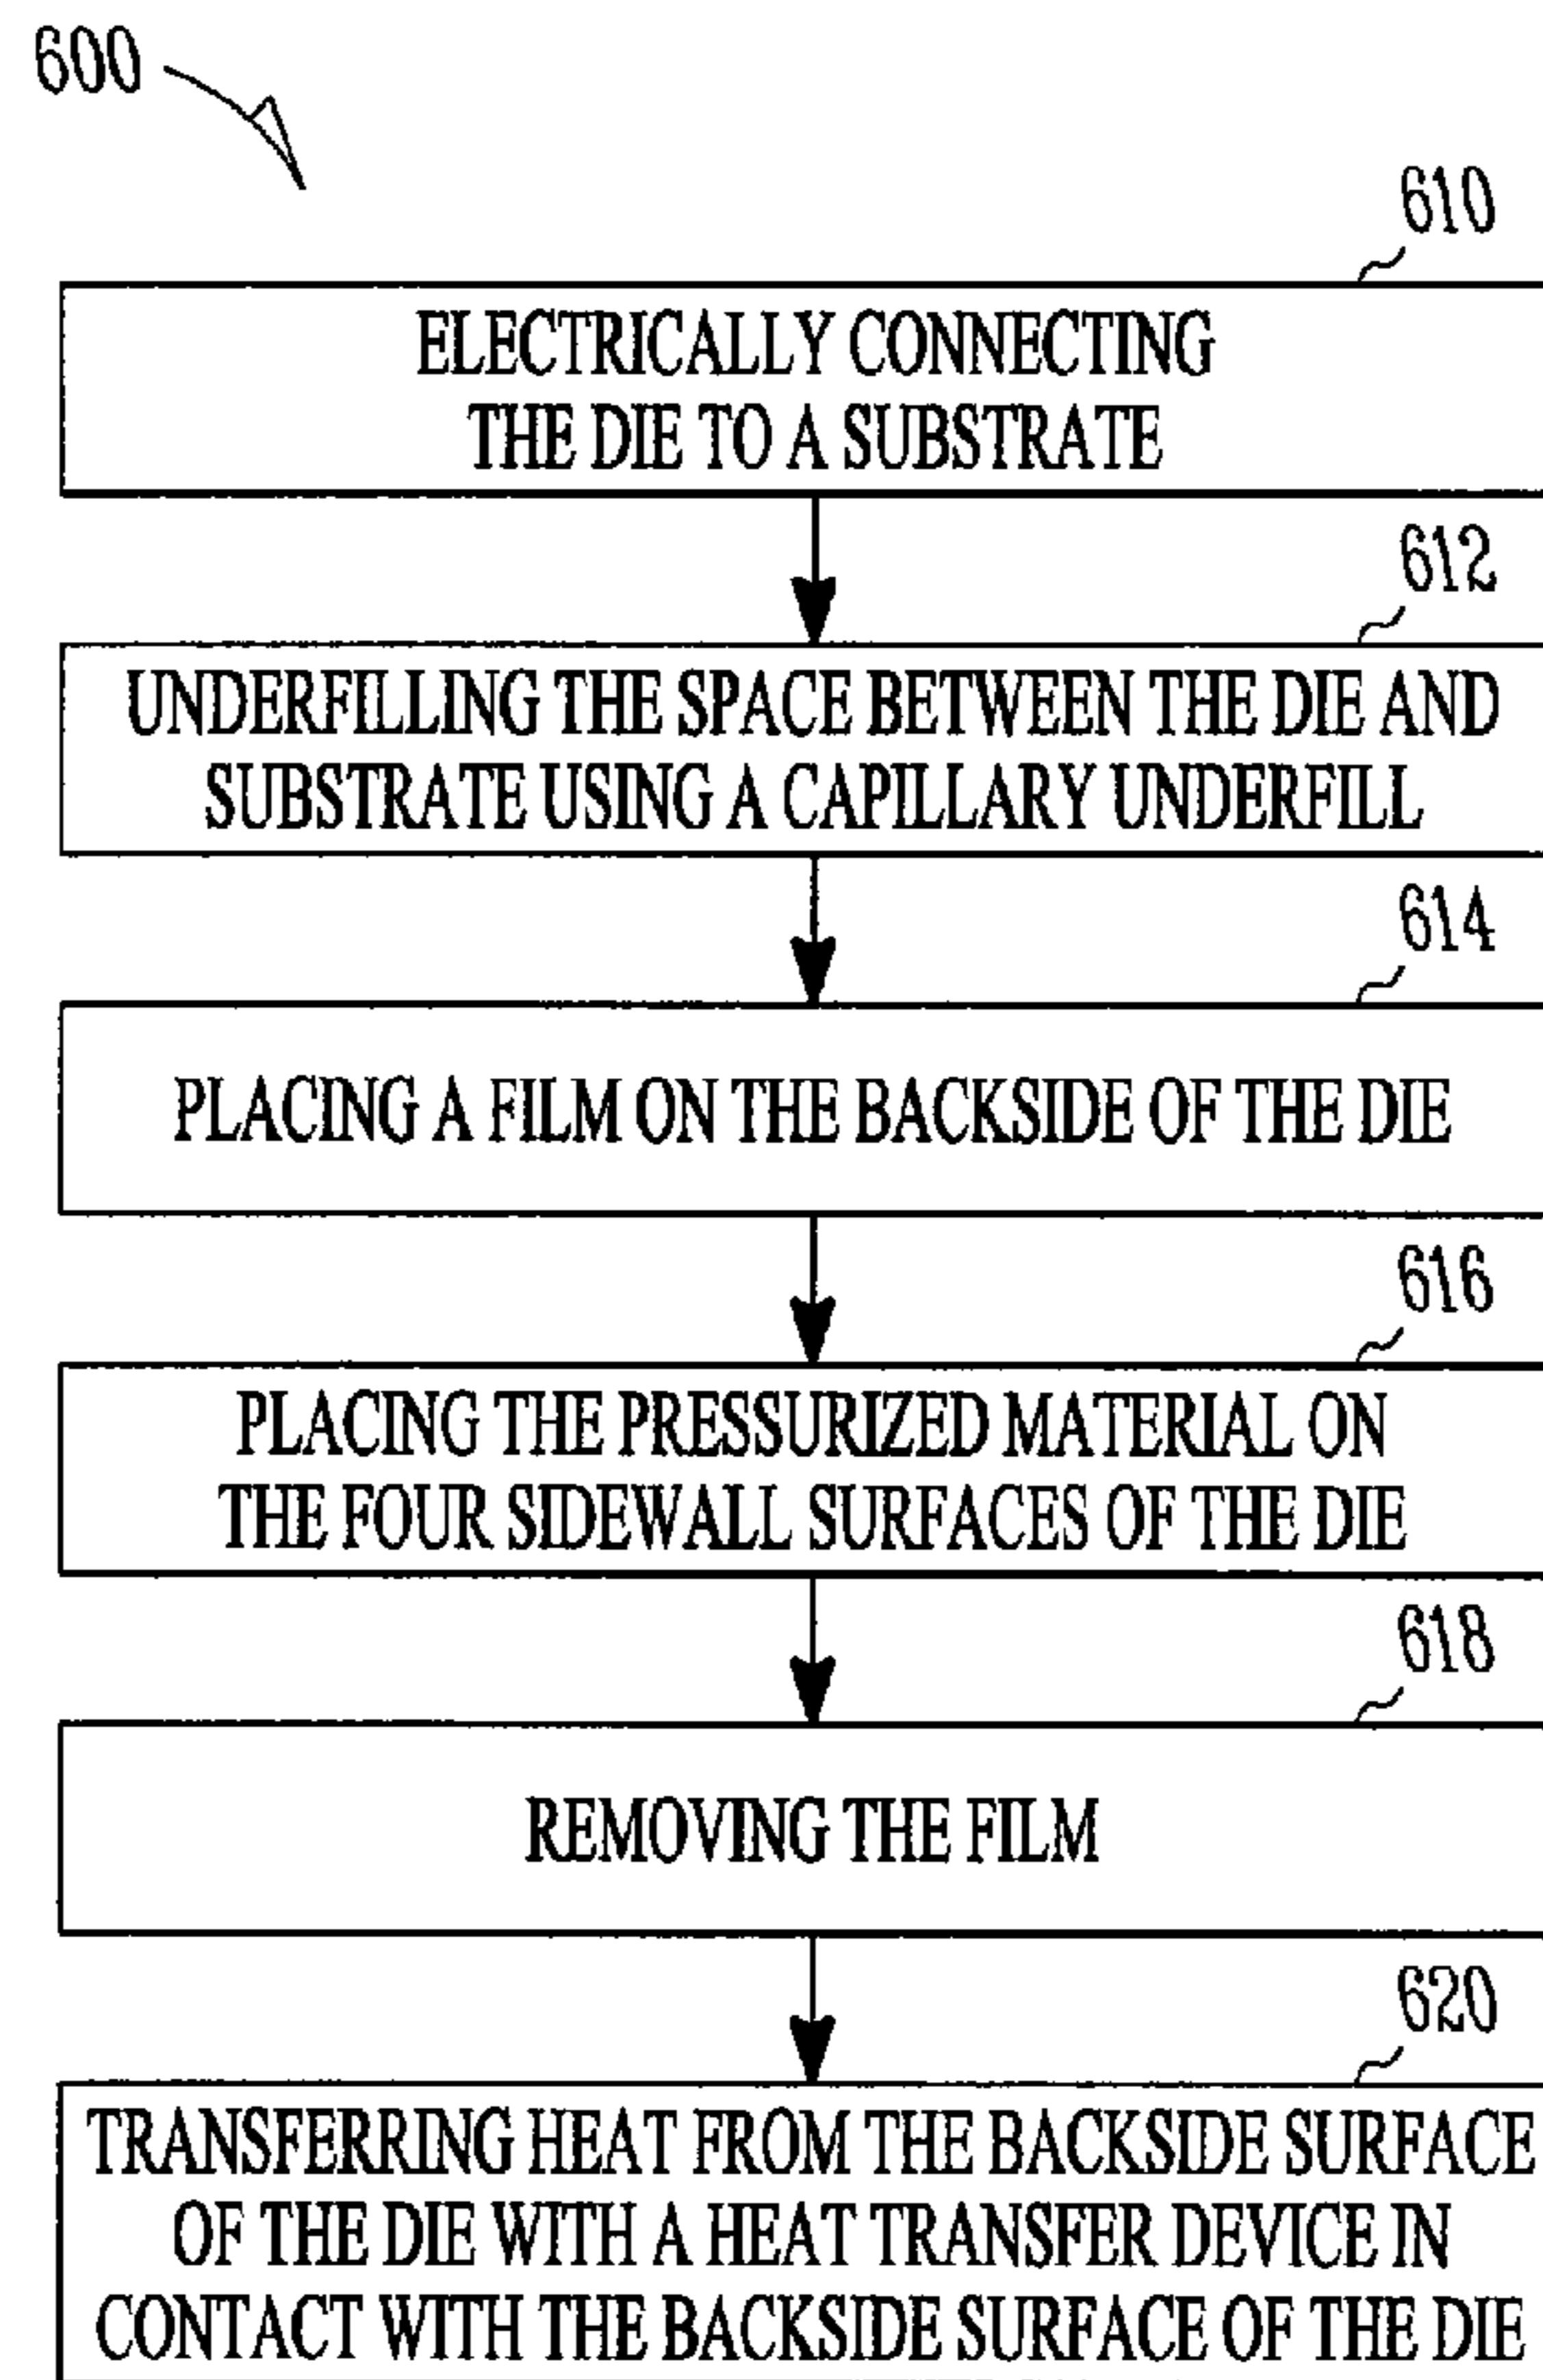 600
610
ELECTRICALLY CONNECTING
THE DIE TO A SUBSTRATE
612
UNDERFILLING THE SPACE BETWEEN THE DIE AND
SUBSTRATE USING A CAPILLARY UNDERFILL
614
PLACING A FILM ON THE BACKSIDE OF THE DIE
616
PLACING THE PRESSURIZED MATERIAL ON
THE FOUR SIDEWALL SURFACES OF THE DIE
618
REMOVING THE FILM
620
TRANSFERRING HEAT FROM THE BACKSIDE SURFACE
OF THE DIE WITH A HEAT TRANSFER DEVICE IN
CONTACT WITH THE BACKSIDE SURFACE OF THE DIE